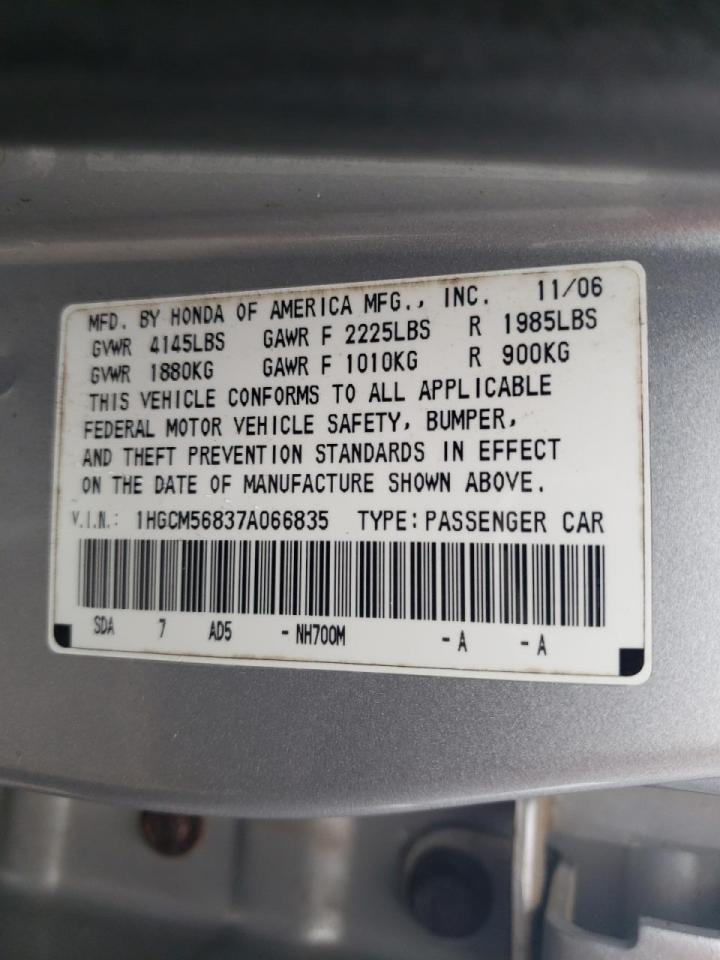 MFD. BY HONDA OF AMERICA MFG., INC. 11/06
GVWR 4145LBS GAWR F 2225LBS R 1985LBS
GVWR 1880KG GAWR F 1010KG R 900KG
THIS VEHICLE CONFORMS TO ALL APPLICABLE
FEDERAL MOTOR VEHICLE SAFETY, BUMPER,
AND THEFT PREVENTION STANDARDS IN EFFECT
ON THE DATE OF MANUFACTURE SHOWN ABOVE.
V.I.N.: 1HGCM56837A066835 TYPE: PASSENGER CAR
SDA 7 AD5 - NH700M - A - A